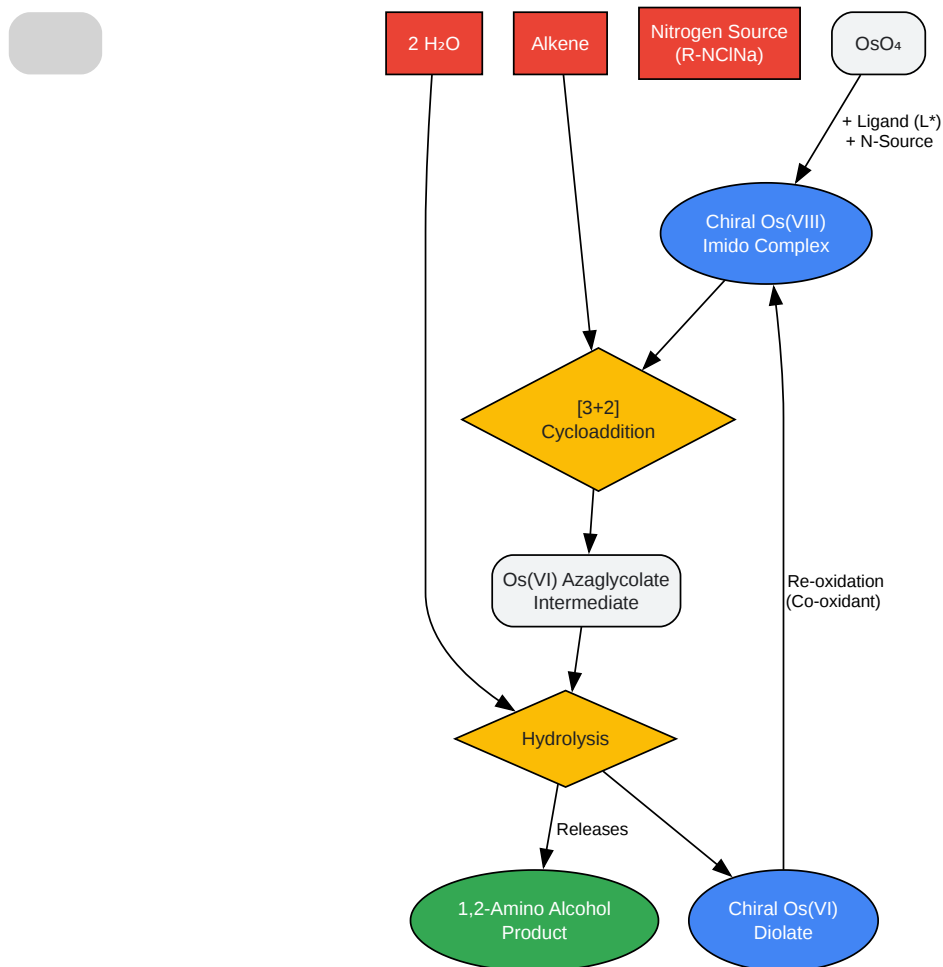 2 H₂O
Alkene
Nitrogen Source
(R-NClNa)
OsO₄
+ Ligand (L*)
+ N-Source
Chiral Os(VIII)
Imido Complex
[3+2]
Cycloaddition
Os(VI) Azaglycolate
Intermediate
Re-oxidation
(Co-oxidant)
Hydrolysis
Releases
1,2-Amino Alcohol
Product
Chiral Os(VI)
Diolate